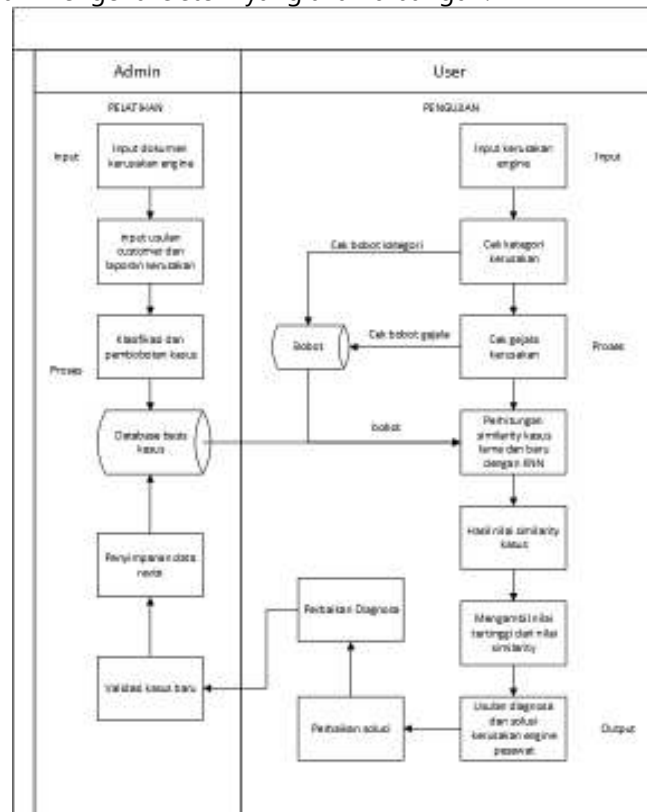 Admin
User
PELATIHAN
PENGUJIAN
Input
Input dokumen
kerusakan engine
Input kerusakan
engine
Input
Input usulan
customer dan
laporan kerusakan
Cek bobot kategori
Cek kategori
kerusakan
Proses
Klasifikasi dan
pembobotan kasus
Bobot
Cek bobot gejala
Cek gejala
kerusakan
Proses
Database basis
kasus
bobot
Perhitungan
similarity kasus
lama dan baru
dengan KNN
Hasil nilai similarity
kasus
Penyimpanan data
Perbaikan Diagnosa
Mengambil nilai
tertinggi dari nilai
similarity
Validasi kasus baru
Perbaikan solusi
Usulan diagnosa
dan solusi
kerusakan engine
pesawat
Output